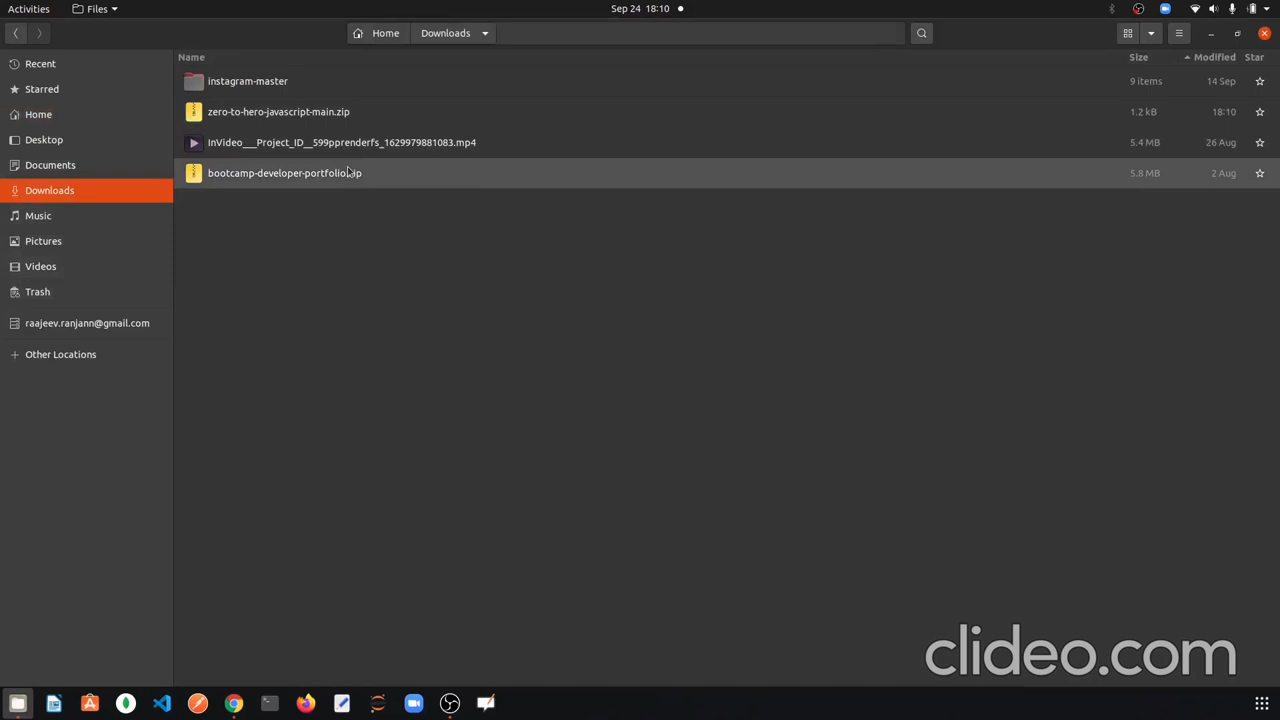 Activities Files Sep 24 18:10
Home Downloads
Name Size Modified Star
Recent
Starred
Home
Desktop
Documents
Downloads
Music
Pictures
Videos
Trash
raajeev.ranjann@gmail.com
+ Other Locations
instagram-master 9 items 14 Sep
zero-to-hero-javascript-main.zip 1.2 kB 18:10
InVideo___Project_ID__599pprenderfs_1629979881083.mp4 5.4 MB 26 Aug
bootcamp-developer-portfolio.zip 5.8 MB 2 Aug
clideo.com